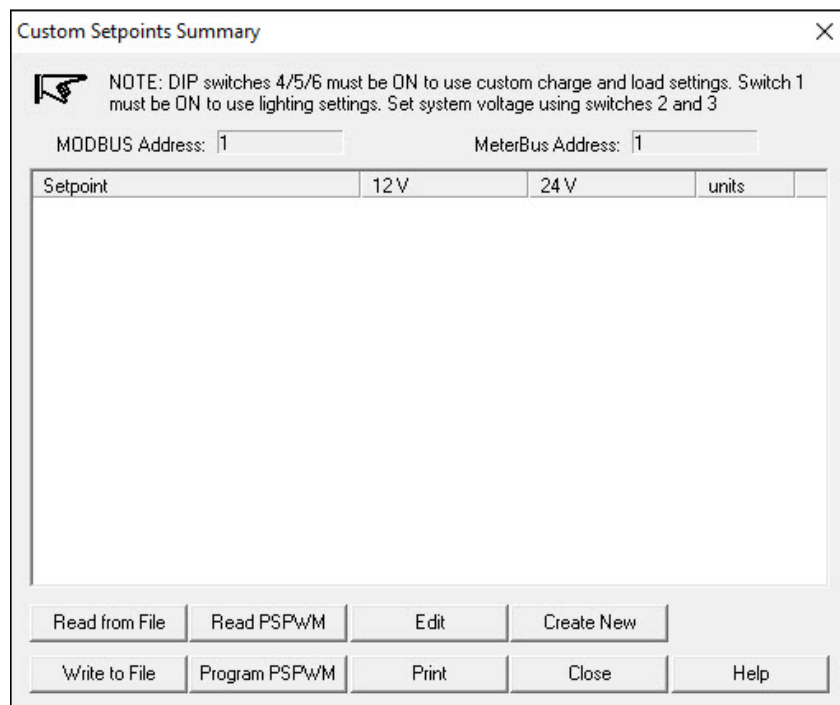 Custom Setpoints Summary
NOTE: DIP switches 4/5/6 must be ON to use custom charge and load settings. Switch 1
must be ON to use lighting settings. Set system voltage using switches 2 and 3
MODBUS Address: 1 MeterBus Address: 1
Setpoint 12 V 24 V units
Read from File Read PSPWM Edit Create New
Write to File Program PSPWM Print Close Help